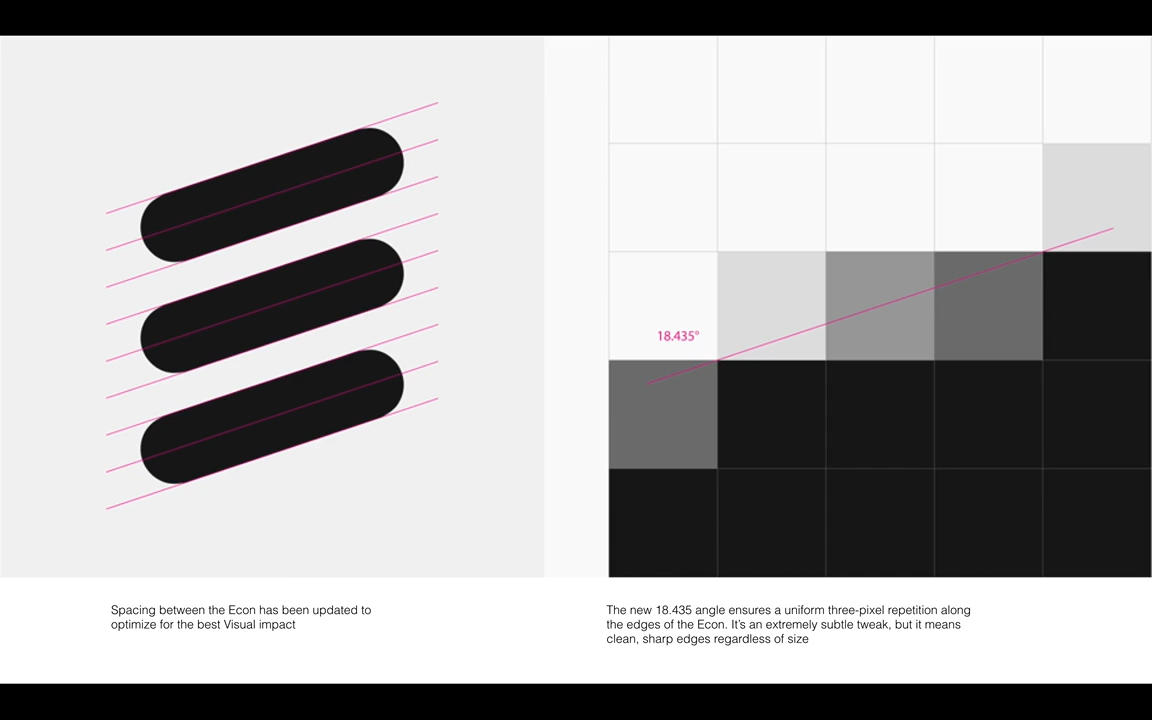 18.435°
Spacing between the Econ has been updated to
optimize for the best Visual impact
The new 18.435 angle ensures a uniform three-pixel repetition along
the edges of the Econ. It's an extremely subtle tweak, but it means
clean, sharp edges regardless of size